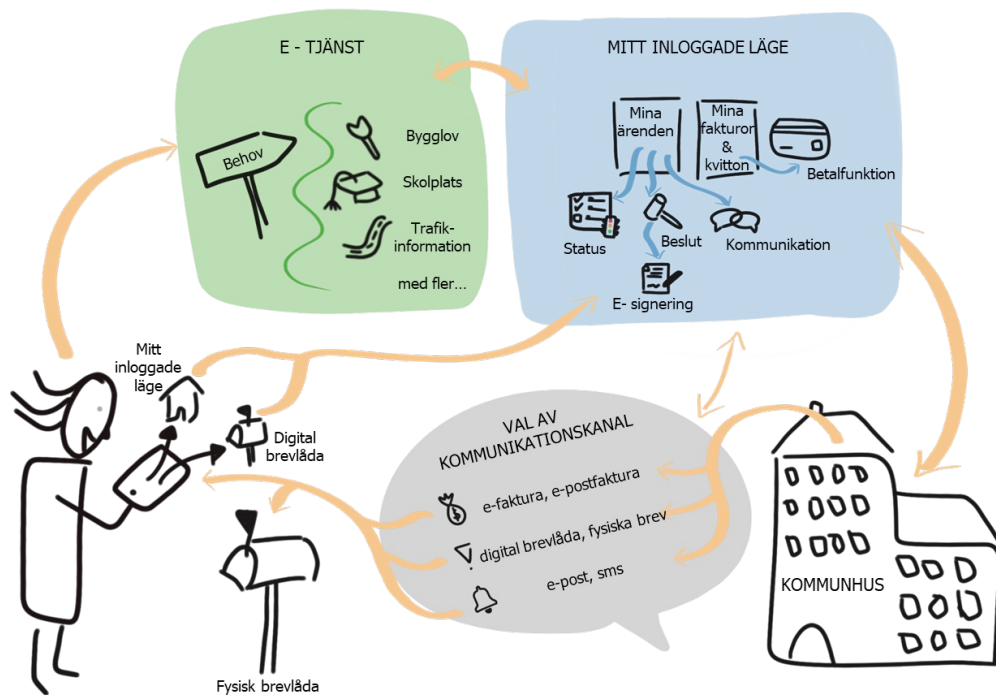 E - TJÄNST
Behov
Bygglov
Skolplats
Trafik-
information
med fler...
MITT INLOGGADE LÄGE
Mina
ärenden
Mina
fakturor
&
kvitton
Betalfunktion
Status
Beslut
Kommunikation
E- signering
Mitt
inloggade
läge
Digital
brevlåda
Fysisk brevlåda
VAL AV
KOMMUNIKATIONSKANAL
e-faktura, e-postfaktura
digital brevlåda, fysiska brev
e-post, sms
KOMMUNHUS